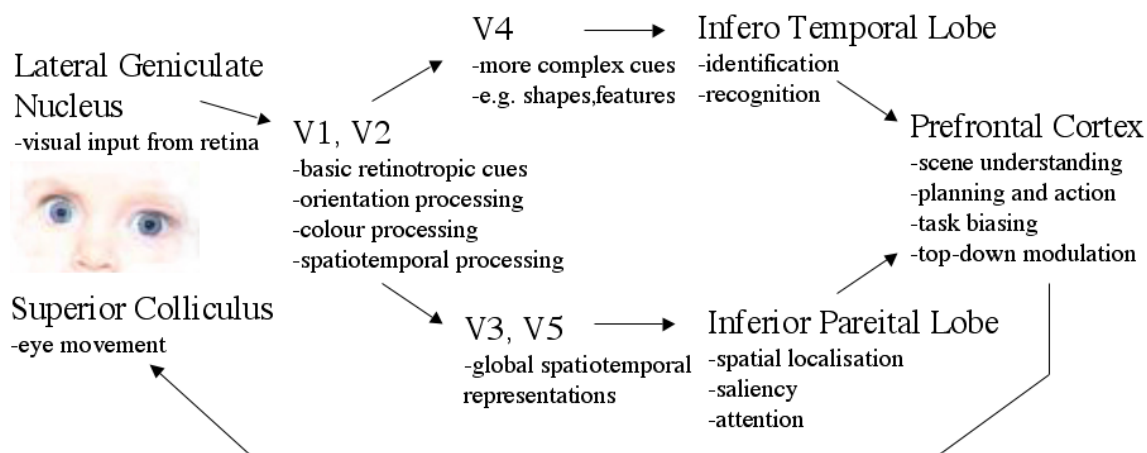 Lateral Geniculate
Nucleus
-visual input from retina
Superior Colliculus
-eye movement
V1, V2
-basic retinotropic cues
-orientation processing
-colour processing
-spatiotemporal processing
V4
-more complex cues
-e.g. shapes,features
Infero Temporal Lobe
-identification
-recognition
V3, V5
-global spatiotemporal
representations
Inferior Pareital Lobe
-spatial localisation
-saliency
-attention
Prefrontal Cortex
-scene understanding
-planning and action
-task biasing
-top-down modulation